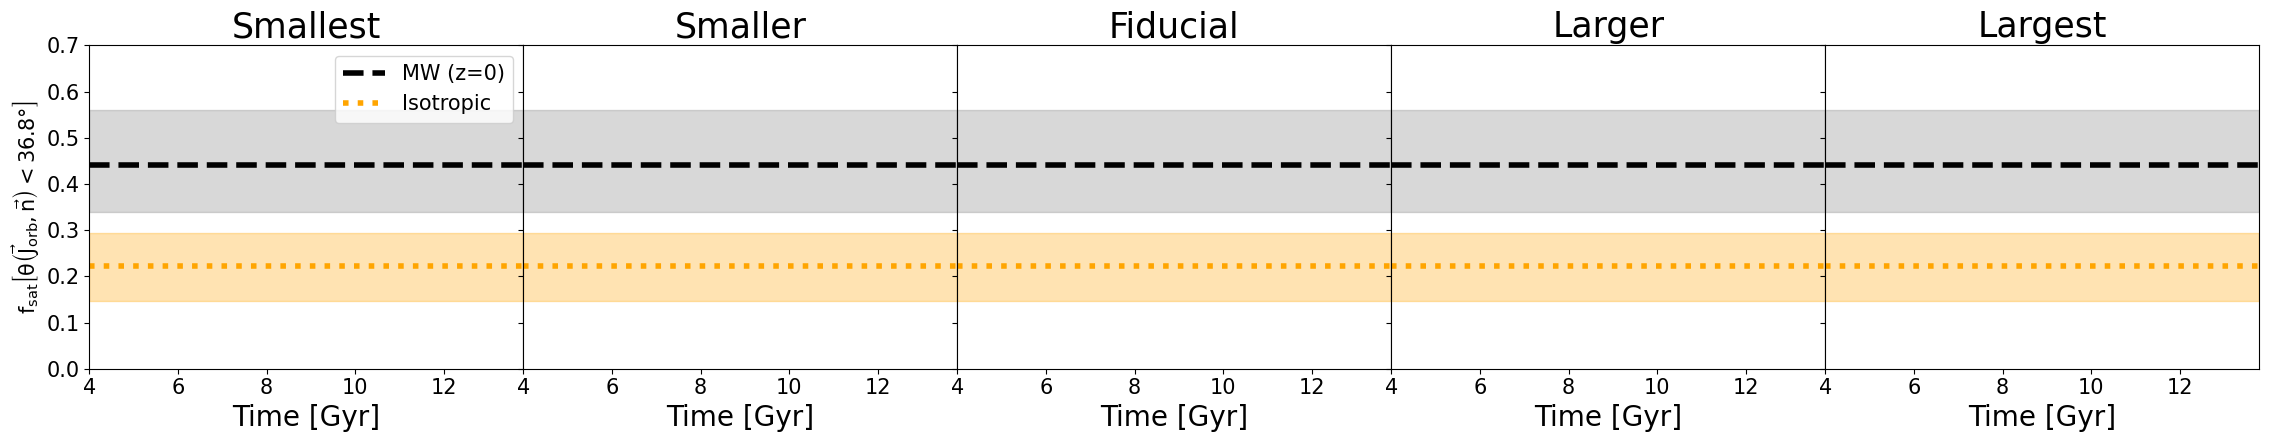 Smallest Smaller Fiducial Larger Largest
0.7
0.6
0.5
0.4
0.3
0.2
0.1
0.0
f_sat[θ(J⃗_orb, n⃗) < 36.8°]
MW (z=0)
Isotropic
4 6 8 10 12 4 6 8 10 12 4 6 8 10 12 4 6 8 10 12 4 6 8 10 12
Time [Gyr] Time [Gyr] Time [Gyr] Time [Gyr] Time [Gyr]